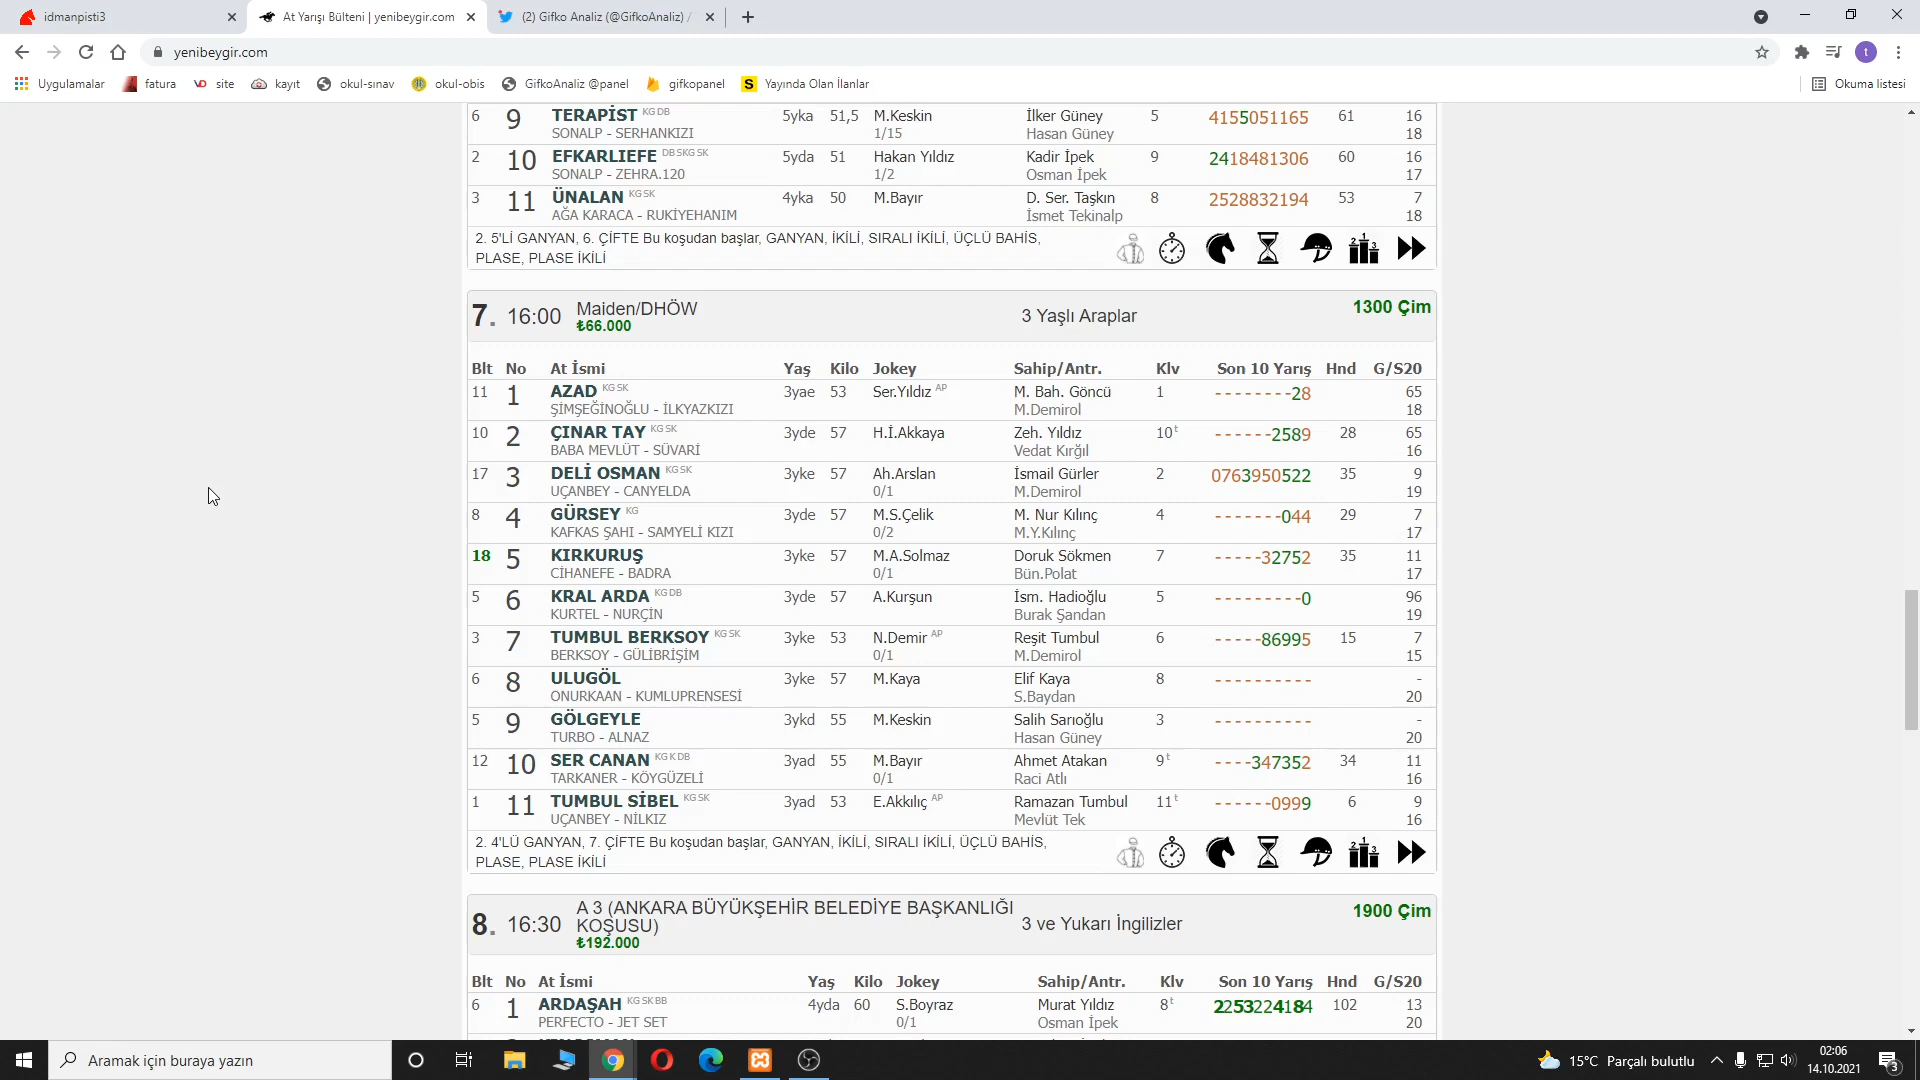 idmanpisti3
At Yarışı Bülteni | yenibeygir.com
(2) Gifko Analiz (@GifkoAnaliz) /
yenibeygir.com
t
Uygulamalar
fatura
site
kayıt
okul-sınav
okul-obis
GifkoAnaliz @panel
gifkopanel
Yayında Olan İlanlar
Okuma listesi
6 9 TERAPİST KG DB 5yka 51,5 M.Keskin İlker Güney 5 4155051165 61 16
SONALP - SERHANKIZI 1/15 Hasan Güney 18
2 10 EFKARLIEFE DB SKG SK 5yda 51 Hakan Yıldız Kadir İpek 9 2418481306 60 16
SONALP - ZEHRA.120 1/2 Osman İpek 17
3 11 ÜNALAN KG SK 4yka 50 M.Bayır D. Ser. Taşkın 8 2528832194 53 7
AĞA KARACA - RUKİYEHANIM İsmet Tekinalp 18
2. 5'Lİ GANYAN, 6. ÇİFTE Bu koşudan başlar, GANYAN, İKİLİ, SIRALI İKİLİ, ÜÇLÜ BAHİS,
PLASE, PLASE İKİLİ
7. 16:00 Maiden/DHÖW 3 Yaşlı Araplar 1300 Çim
₺66.000
Blt No At İsmi Yaş Kilo Jokey Sahip/Antr. Klv Son 10 Yarış Hnd G/S20
11 1 AZAD KG SK 3yae 53 Ser.Yıldız AP M. Bah. Göncü 1 --------28 65
ŞİMŞEĞİNOĞLU - İLKYAZKIZI M.Demirol 18
10 2 ÇINAR TAY KG SK 3yde 57 H.İ.Akkaya Zeh. Yıldız 10 t ------2589 28 65
BABA MEVLÜT - SÜVARİ Vedat Kırğıl 16
17 3 DELİ OSMAN KG SK 3yke 57 Ah.Arslan İsmail Gürler 2 0763950522 35 9
UÇANBEY - CANYELDA 0/1 M.Demirol 19
8 4 GÜRSEY KG 3yde 57 M.S.Çelik M. Nur Kılınç 4 -------044 29 7
KAFKAS ŞAHI - SAMYELİ KIZI 0/2 M.Y.Kılınç 17
18 5 KIRKURUŞ 3yke 57 M.A.Solmaz Doruk Sökmen 7 -----32752 35 11
CİHANEFE - BADRA 0/1 Bün.Polat 17
5 6 KRAL ARDA KG DB 3yde 57 A.Kurşun İsm. Hadioğlu 5 ---------0 96
KURTEL - NURÇİN Burak Şandan 19
3 7 TUMBUL BERKSOY KG SK 3yke 53 N.Demir AP Reşit Tumbul 6 -----86995 15 7
BERKSOY - GÜLİBRİŞİM 0/1 M.Demirol 15
6 8 ULUGÖL 3yke 57 M.Kaya Elif Kaya 8 ---------- -
ONURKAAN - KUMLUPRENSESİ S.Baydan 20
5 9 GÖLGEYLE 3ykd 55 M.Keskin Salih Sarıoğlu 3 ---------- -
TURBO - ALNAZ Hasan Güney 20
12 10 SER CANAN KG K DB 3yad 55 M.Bayır Ahmet Atakan 9 t ----347352 34 11
TARKANER - KÖYGÜZELİ 0/1 Raci Atlı 16
1 11 TUMBUL SİBEL KG SK 3yad 53 E.Akkılıç AP Ramazan Tumbul 11 t ------0999 6 9
UÇANBEY - NİLKIZ Mevlüt Tek 16
2. 4'LÜ GANYAN, 7. ÇİFTE Bu koşudan başlar, GANYAN, İKİLİ, SIRALI İKİLİ, ÜÇLÜ BAHİS,
PLASE, PLASE İKİLİ
8. 16:30 A 3 (ANKARA BÜYÜKŞEHİR BELEDİYE BAŞKANLIĞI
KOŞUSU) 3 ve Yukarı İngilizler 1900 Çim
₺192.000
Blt No At İsmi Yaş Kilo Jokey Sahip/Antr. Klv Son 10 Yarış Hnd G/S20
6 1 ARDAŞAH KG SK BB 4yda 60 S.Boyraz Murat Yıldız 8 t 2253224184 102 13
PERFECTO - JET SET 0/1 Osman İpek 20
Aramak için buraya yazın
15°C Parçalı bulutlu
02:06
14.10.2021
3